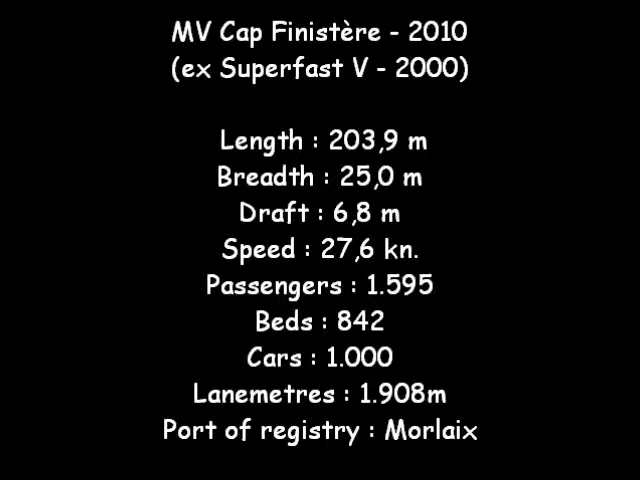 MV Cap Finistère - 2010
(ex Superfast V - 2000)
Length : 203,9 m
Breadth : 25,0 m
Draft : 6,8 m
Speed : 27,6 kn.
Passengers : 1.595
Beds : 842
Cars : 1.000
Lanemetres : 1.908m
Port of registry : Morlaix